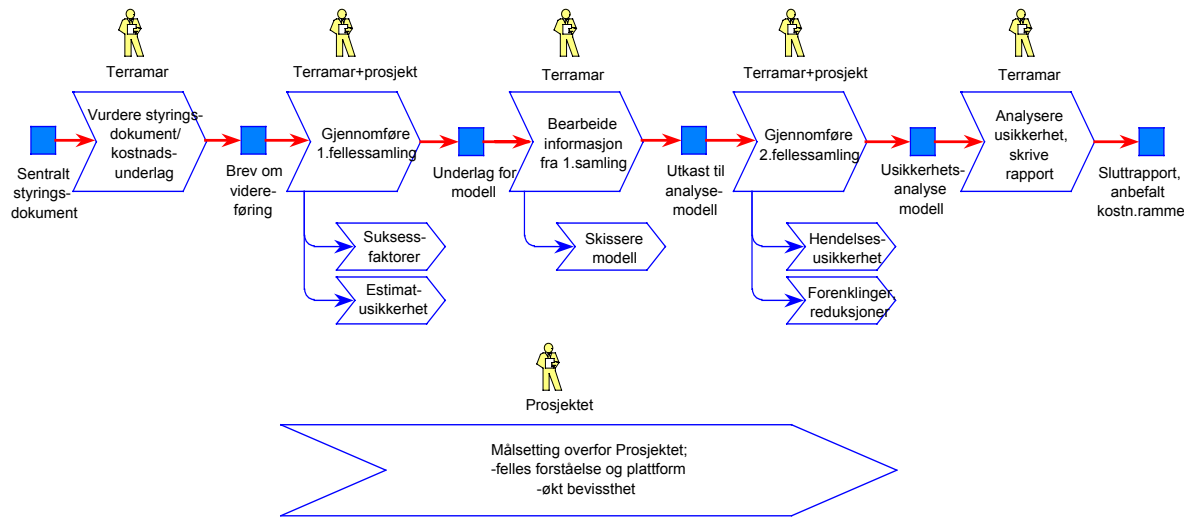 Terramar
Terramar+prosjekt
Terramar
Terramar+prosjekt
Terramar
Sentralt
styrings-
dokument
Vurdere styrings-
dokument/
kostnads-
underlag
Brev om
videre-
føring
Gjennomføre
1.fellessamling
Underlag for
modell
Bearbeide
informasjon
fra 1.samling
Utkast til
analyse-
modell
Gjennomføre
2.fellessamling
Usikkerhets-
analyse
modell
Analysere
usikkerhet,
skrive
rapport
Sluttrapport,
anbefalt
kostn.ramme
Suksess-
faktorer
Estimat-
usikkerhet
Skissere
modell
Hendelses-
usikkerhet
Forenklinger,
reduksjoner
Prosjektet
Målsetting overfor Prosjektet;
-felles forståelse og plattform
-økt bevissthet